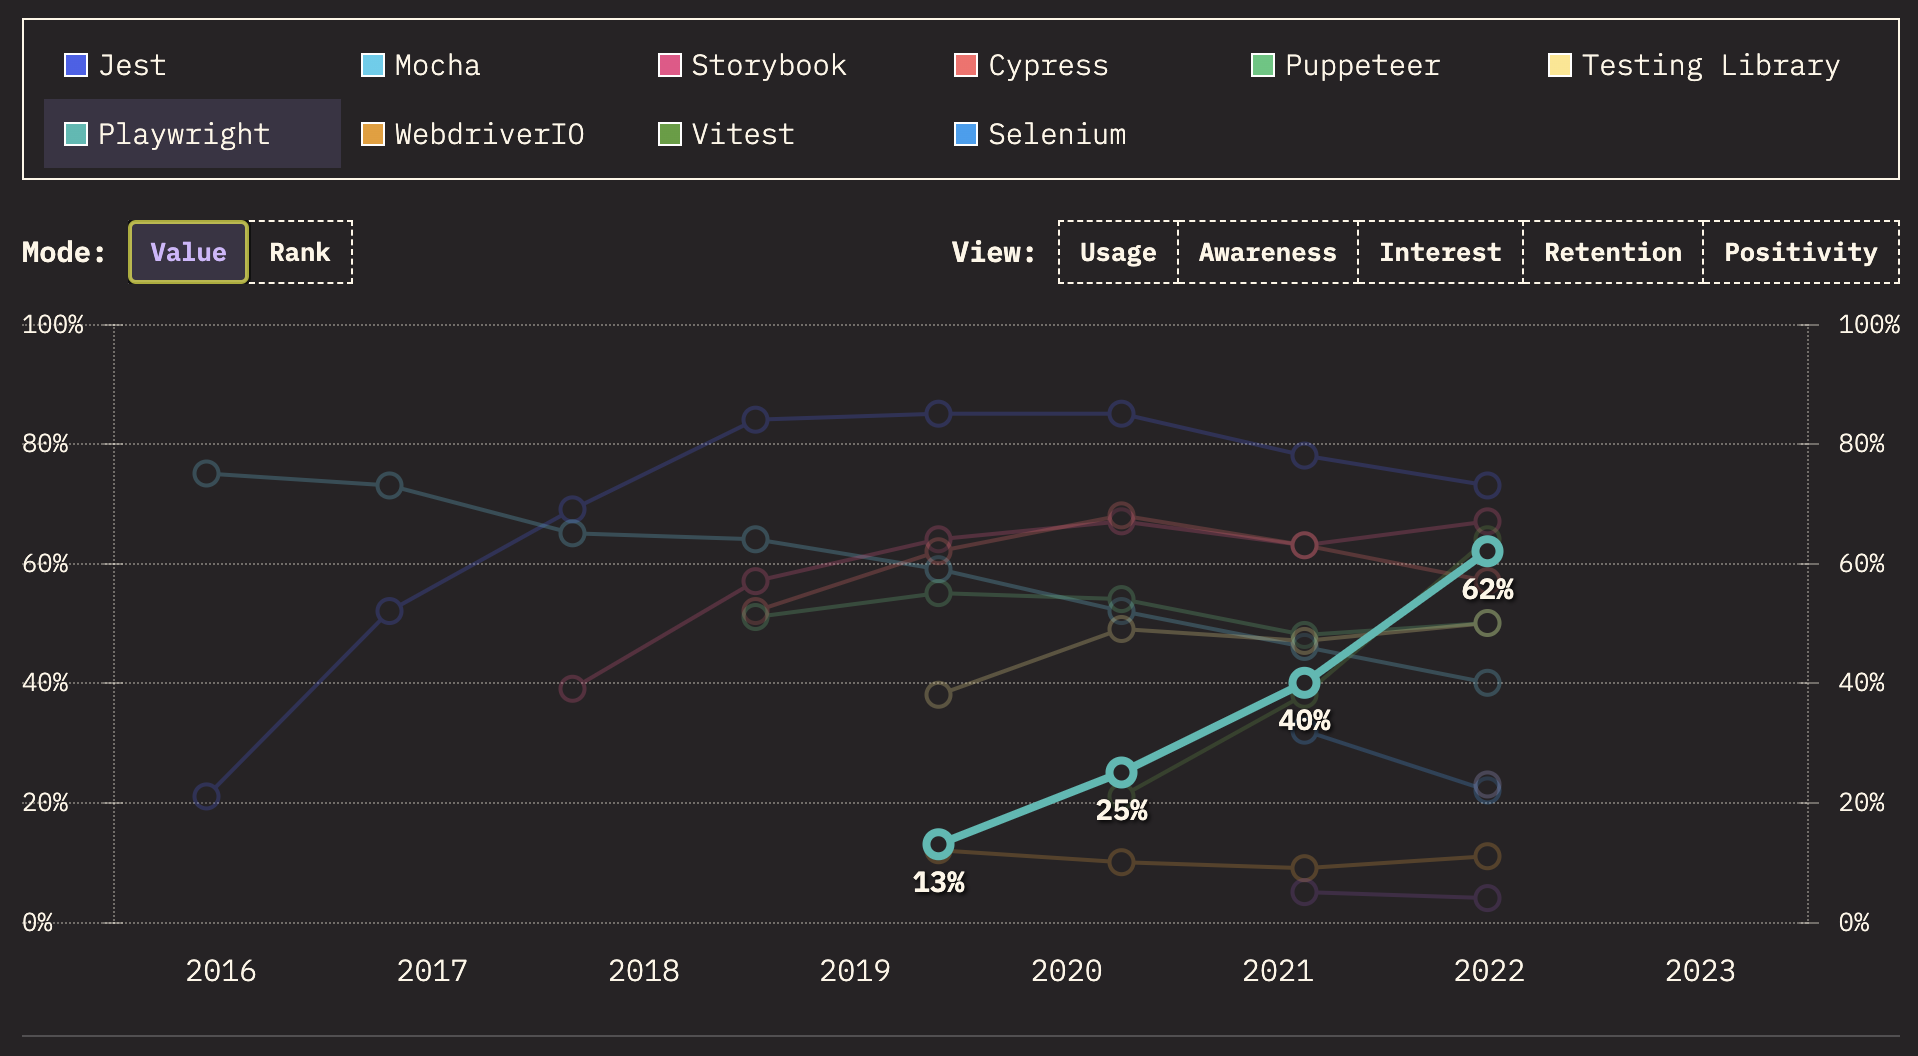 Jest Mocha Storybook Cypress Puppeteer Testing Library
Playwright WebdriverIO Vitest Selenium
Mode: Value Rank View: Usage Awareness Interest Retention Positivity
100% 100%
80% 80%
60% 60%
62%
40% 40%
40%
20% 20%
25%
13%
0% 0%
2016 2017 2018 2019 2020 2021 2022 2023